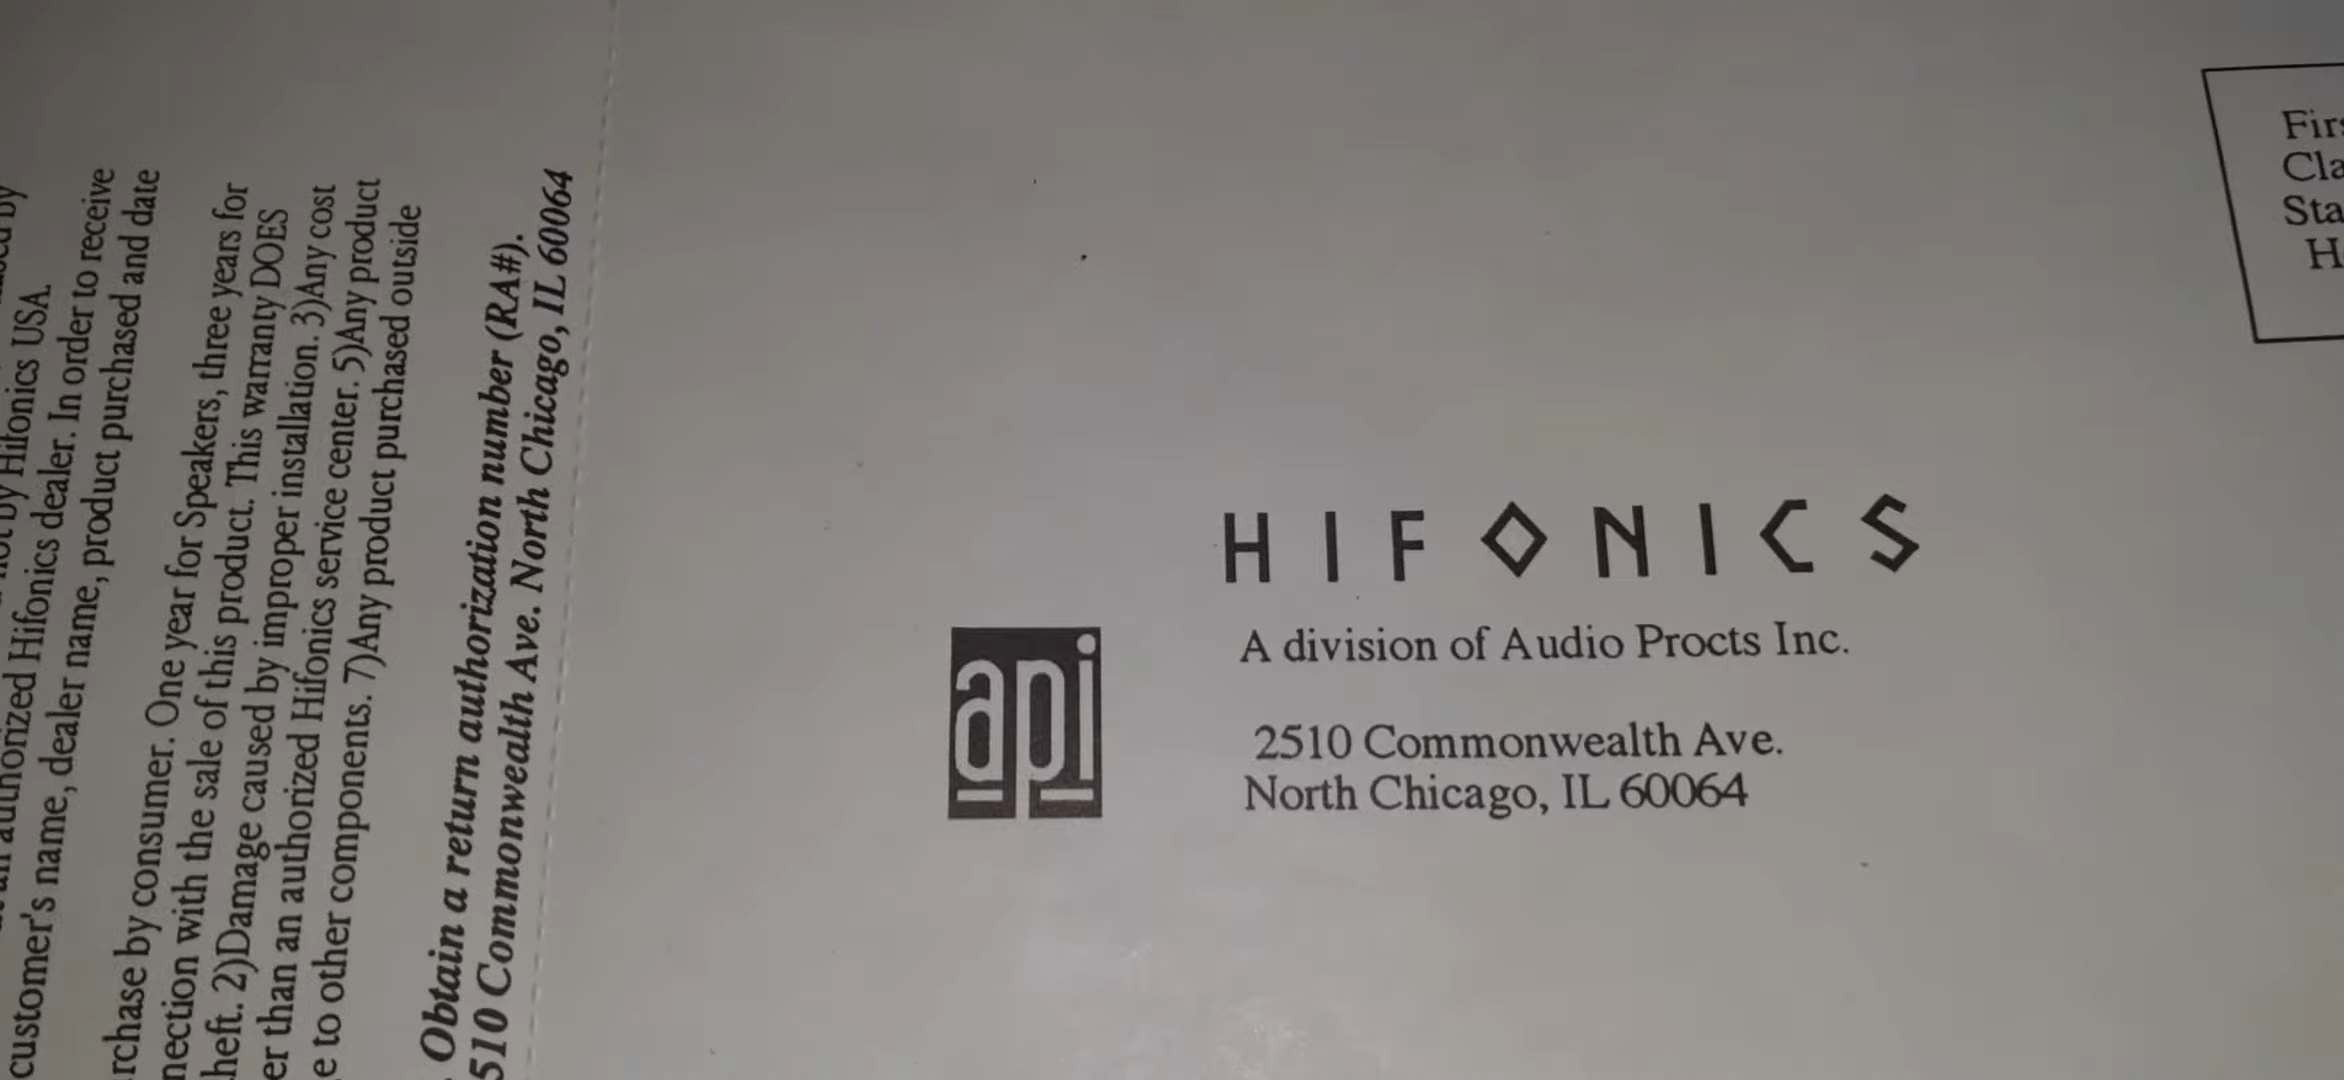 not by Hifonics USA
authorized Hifonics dealer. In order to receive
customer's name, dealer name, product purchased and date
by consumer. One year for Speakers, three years for
with the sale of this product. This warranty DOES
2)Damage caused by improper installation. 3)Any cost
than an authorized Hifonics service center. 5)Any product
to other components. 7)Any product purchased outside
Obtain a return authorization number (RA#).
510 Commonwealth Ave. North Chicago, IL 60064
HIFONICS
api
A division of Audio Procts Inc.
2510 Commonwealth Ave.
North Chicago, IL 60064
Fir
Cla
Sta
H